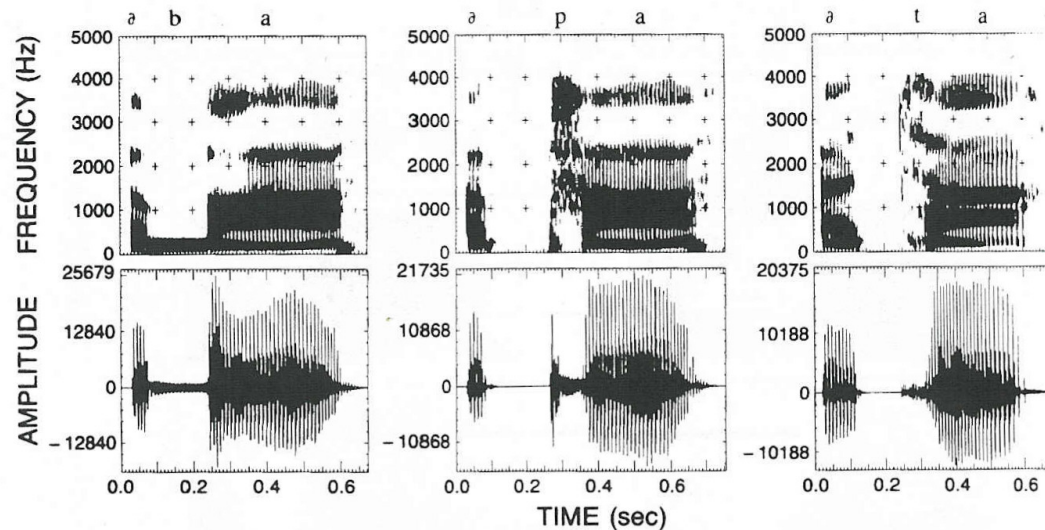 ə b a ə p a ə t a
FREQUENCY (Hz)
5000 5000 5000
4000 4000 4000
3000 3000 3000
2000 2000 2000
1000 1000 1000
0 0 0
AMPLITUDE
25679 21735 20375
12840 10868 10188
0 0 0
-12840 -10868 -10188
0.0 0.2 0.4 0.6 0.0 0.2 0.4 0.6 0.0 0.2 0.4 0.6
TIME (sec)